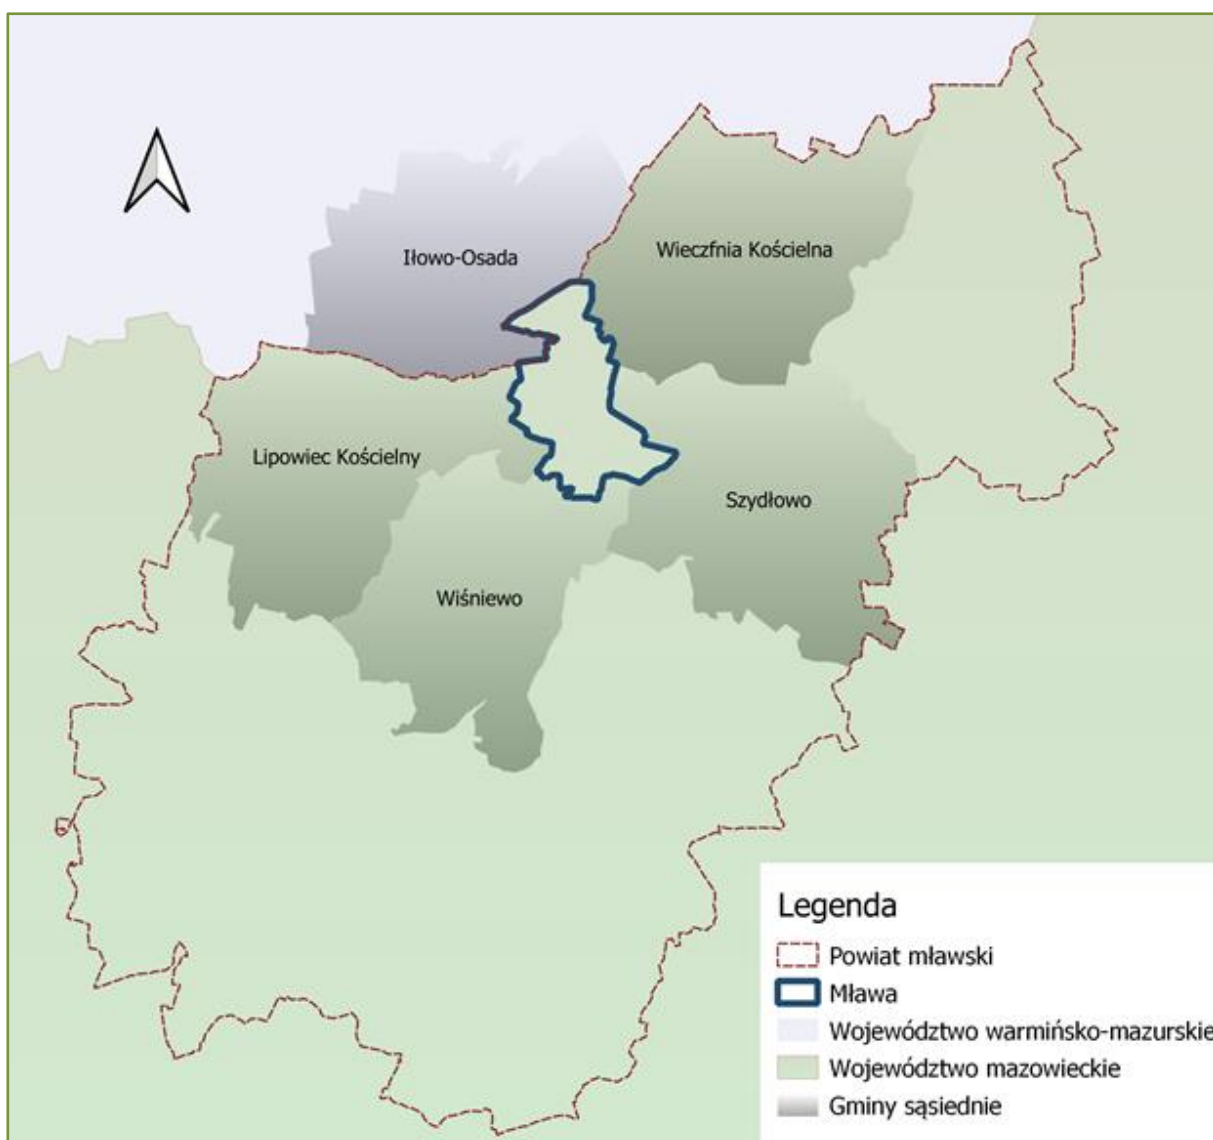 Iłowo-Osada
Wieczfnia Kościelna
Lipowiec Kościelny
Szydłowo
Wiśniewo
Legenda
Powiat mławski
Mława
Województwo warmińsko-mazurskie
Województwo mazowieckie
Gminy sąsiednie